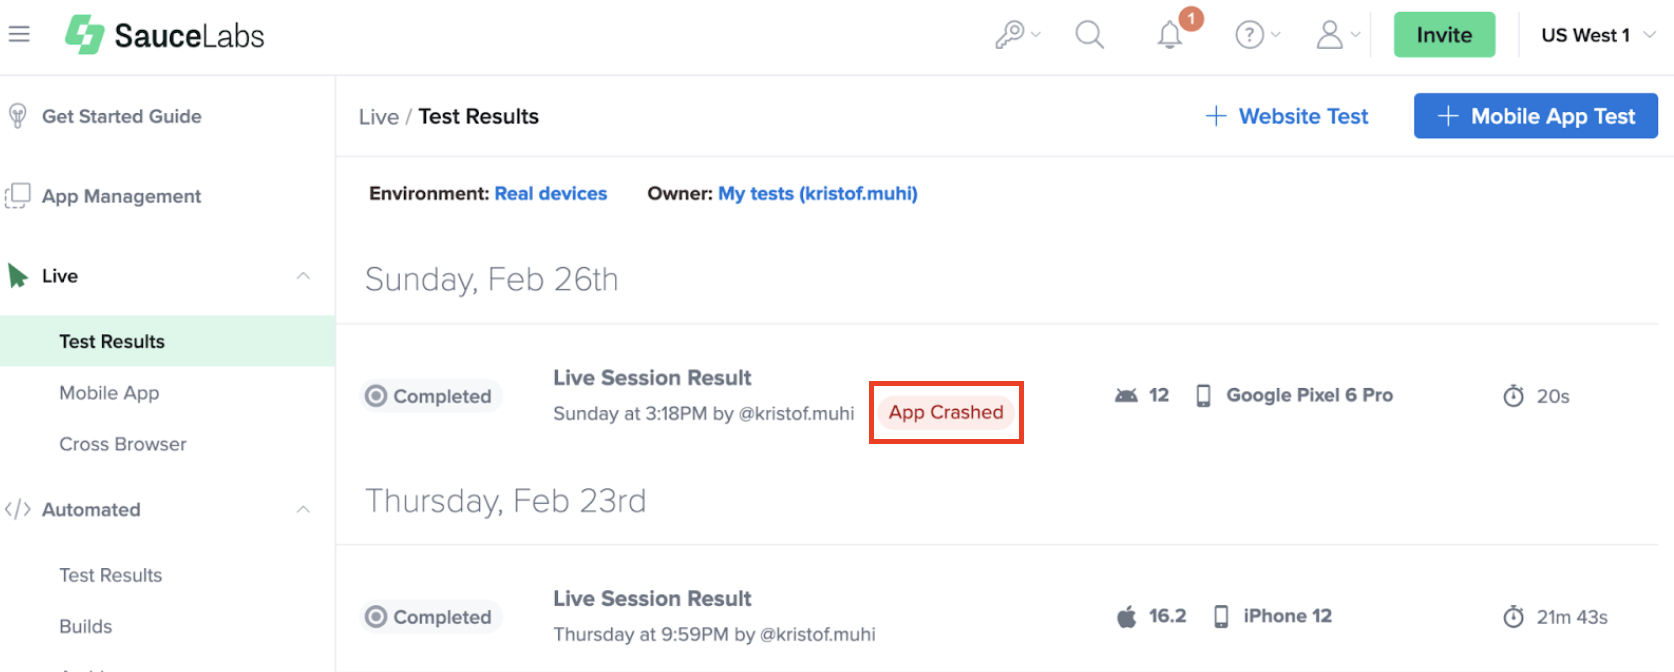 SauceLabs
1
?
Invite
US West 1
Get Started Guide
App Management
Live
Test Results
Mobile App
Cross Browser
</> Automated
Test Results
Builds
Live / Test Results
+ Website Test
+ Mobile App Test
Environment: Real devices Owner: My tests (kristof.muhi)
Sunday, Feb 26th
Completed
Live Session Result
Sunday at 3:18PM by @kristof.muhi
App Crashed
12
Google Pixel 6 Pro
20s
Thursday, Feb 23rd
Completed
Live Session Result
Thursday at 9:59PM by @kristof.muhi
16.2
iPhone 12
21m 43s